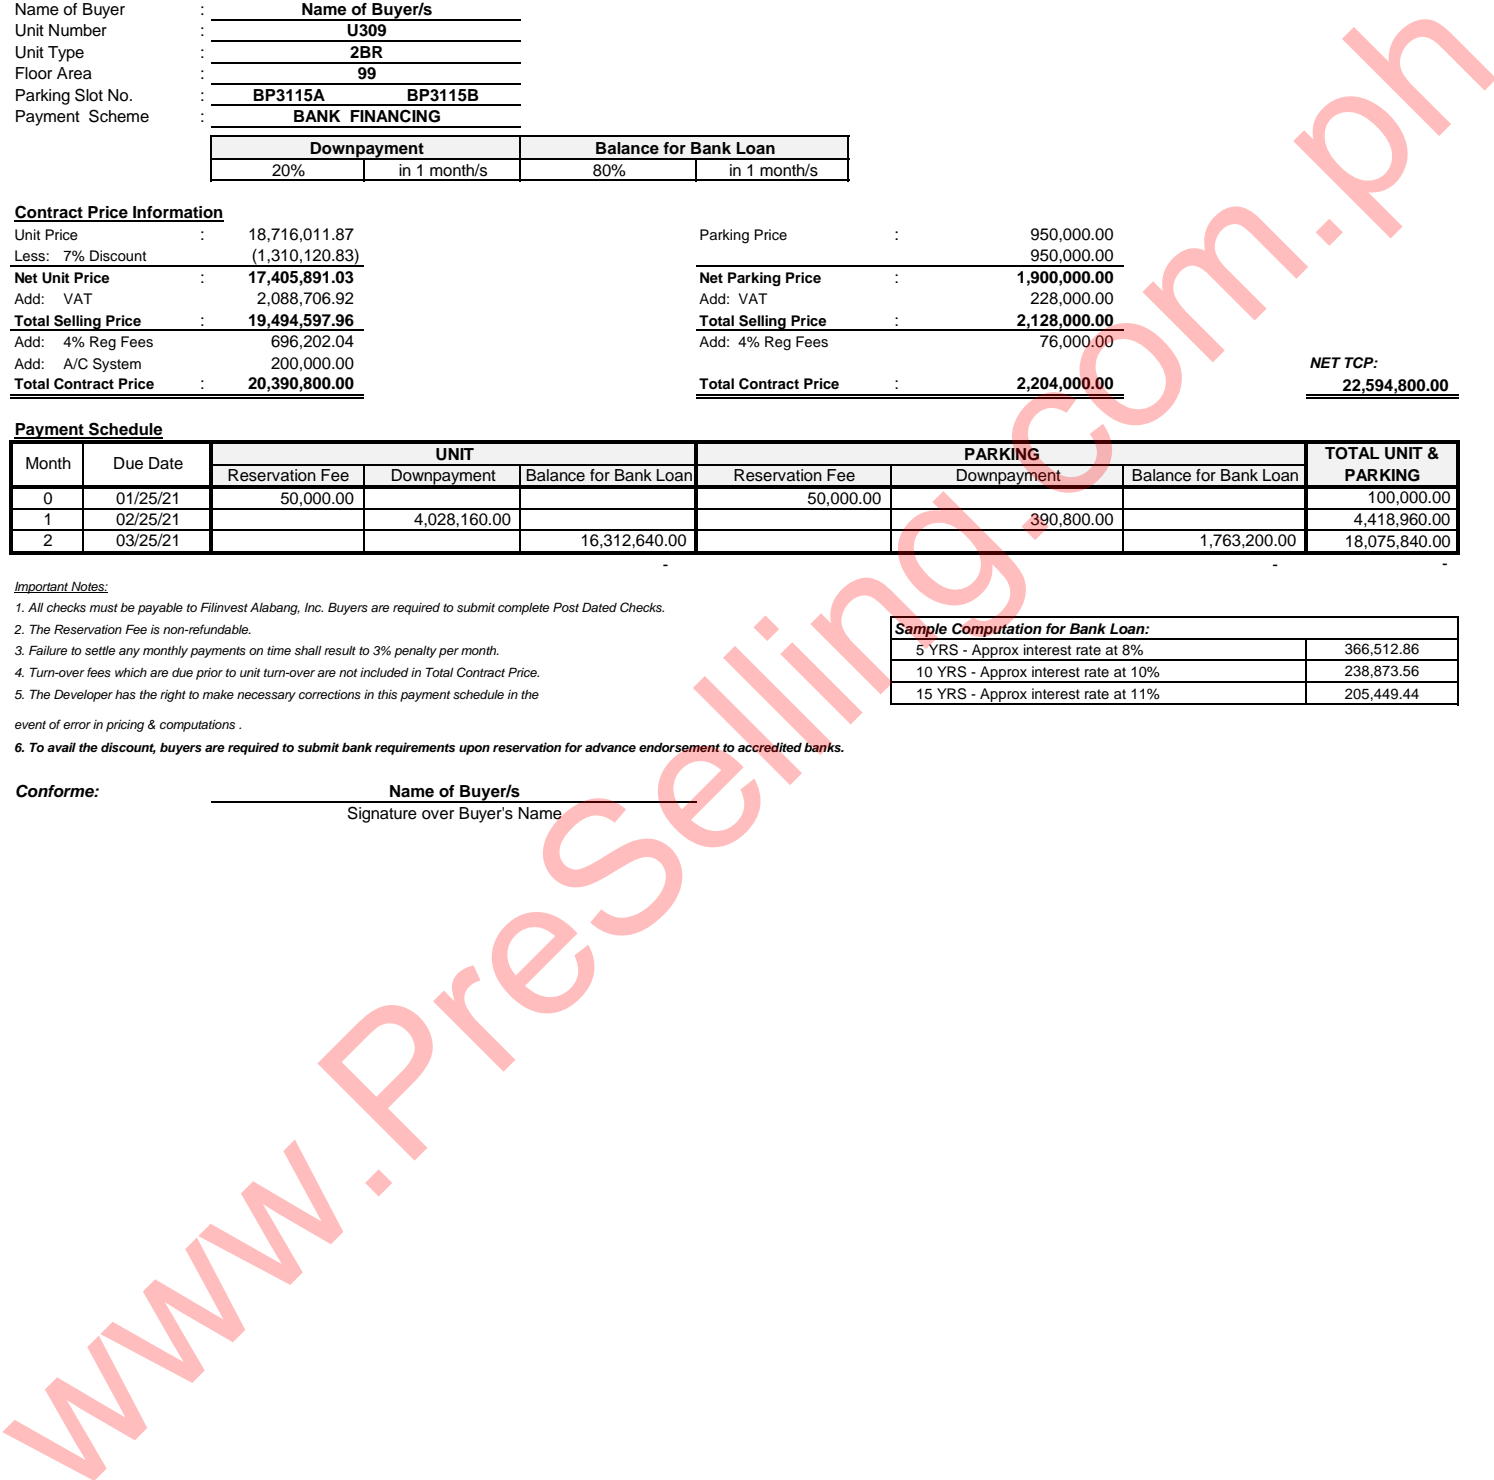 Name of Buyer : Name of Buyer/s
Unit Number : U309
Unit Type : 2BR
Floor Area : 99
Parking Slot No. : BP3115A BP3115B
Payment Scheme : BANK FINANCING
Downpayment Balance for Bank Loan
20% in 1 month/s 80% in 1 month/s
Contract Price Information
Unit Price : 18,716,011.87 Parking Price : 950,000.00
Less: 7% Discount (1,310,120.83) 950,000.00
Net Unit Price : 17,405,891.03 Net Parking Price : 1,900,000.00
Add: VAT 2,088,706.92 Add: VAT 228,000.00
Total Selling Price : 19,494,597.96 Total Selling Price : 2,128,000.00
Add: 4% Reg Fees 696,202.04 Add: 4% Reg Fees 76,000.00
Add: A/C System 200,000.00 NET TCP:
Total Contract Price : 20,390,800.00 Total Contract Price : 2,204,000.00 22,594,800.00
Payment Schedule
Month Due Date UNIT PARKING TOTAL UNIT & PARKING
Reservation Fee Downpayment Balance for Bank Loan Reservation Fee Downpayment Balance for Bank Loan
0 01/25/21 50,000.00 50,000.00 100,000.00
1 02/25/21 4,028,160.00 390,800.00 4,418,960.00
2 03/25/21 16,312,640.00 1,763,200.00 18,075,840.00
- - -
Important Notes:
1. All checks must be payable to Filinvest Alabang, Inc. Buyers are required to submit complete Post Dated Checks.
2. The Reservation Fee is non-refundable.
3. Failure to settle any monthly payments on time shall result to 3% penalty per month.
4. Turn-over fees which are due prior to unit turn-over are not included in Total Contract Price.
5. The Developer has the right to make necessary corrections in this payment schedule in the
event of error in pricing & computations .
6. To avail the discount, buyers are required to submit bank requirements upon reservation for advance endorsement to accredited banks.
Sample Computation for Bank Loan:
5 YRS - Approx interest rate at 8% 366,512.86
10 YRS - Approx interest rate at 10% 238,873.56
15 YRS - Approx interest rate at 11% 205,449.44
Conforme: Name of Buyer/s
Signature over Buyer's Name
www.PreSelling.com.ph